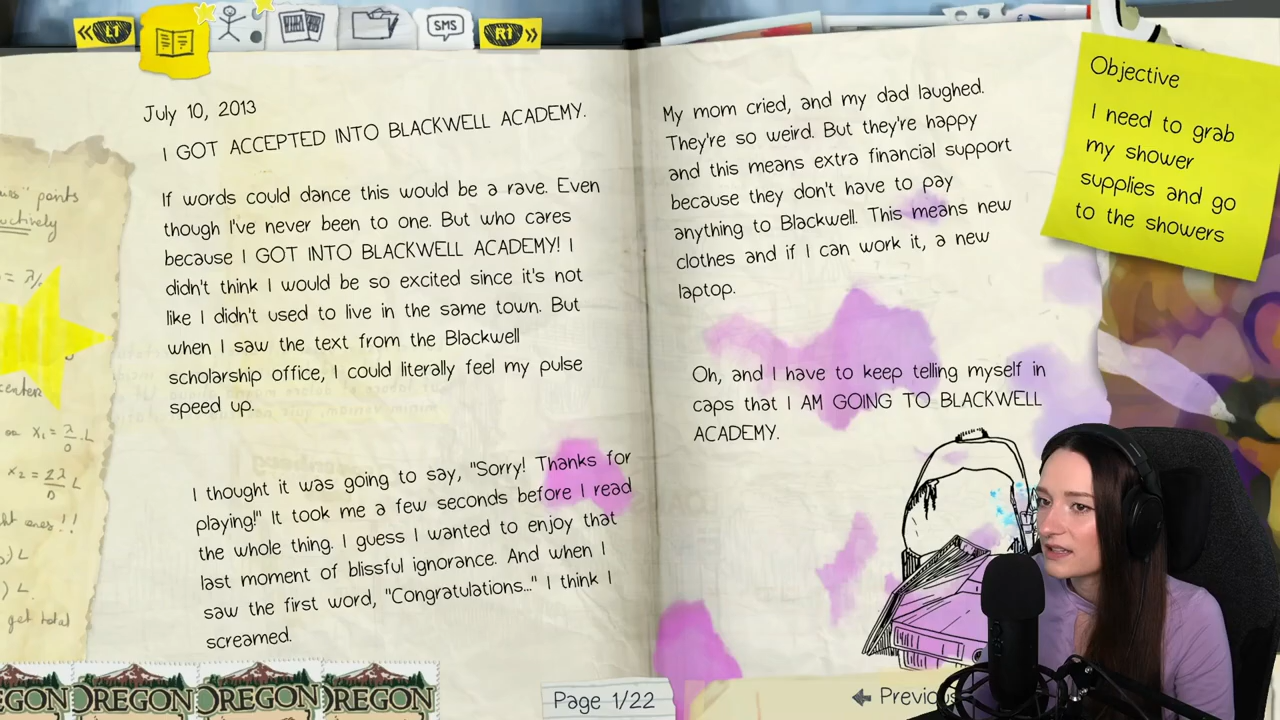 L1
SMS
R1
July 10, 2013
I GOT ACCEPTED INTO BLACKWELL ACADEMY.
If words could dance this would be a rave. Even
though I've never been to one. But who cares
because I GOT INTO BLACKWELL ACADEMY! I
didn't think I would be so excited since it's not
like I didn't used to live in the same town. But
when I saw the text from the Blackwell
scholarship office, I could literally feel my pulse
speed up.
I thought it was going to say, "Sorry! Thanks for
playing!" It took me a few seconds before I read
the whole thing. I guess I wanted to enjoy that
last moment of blissful ignorance. And when I
saw the first word, "Congratulations..." I think I
screamed.
My mom cried, and my dad laughed.
They're so weird. But they're happy
and this means extra financial support
because they don't have to pay
anything to Blackwell. This means new
clothes and if I can work it, a new
laptop.
Oh, and I have to keep telling myself in
caps that I AM GOING TO BLACKWELL
ACADEMY.
Objective
I need to grab
my shower
supplies and go
to the showers
points
get total
EGON OREGON OREGON OREGON
Page 1/22
Previou